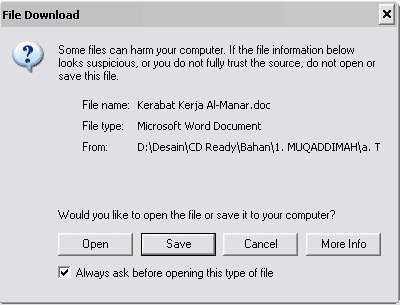 File Download
Some files can harm your computer. If the file information below
looks suspicious, or you do not fully trust the source, do not open or
save this file.
File name: Kerabat Kerja Al-Manar.doc
File type: Microsoft Word Document
From: D:\Desain\CD Ready\Bahan\1. MUQADDIMAH\a. T
Would you like to open the file or save it to your computer?
Open Save Cancel More Info
Always ask before opening this type of file